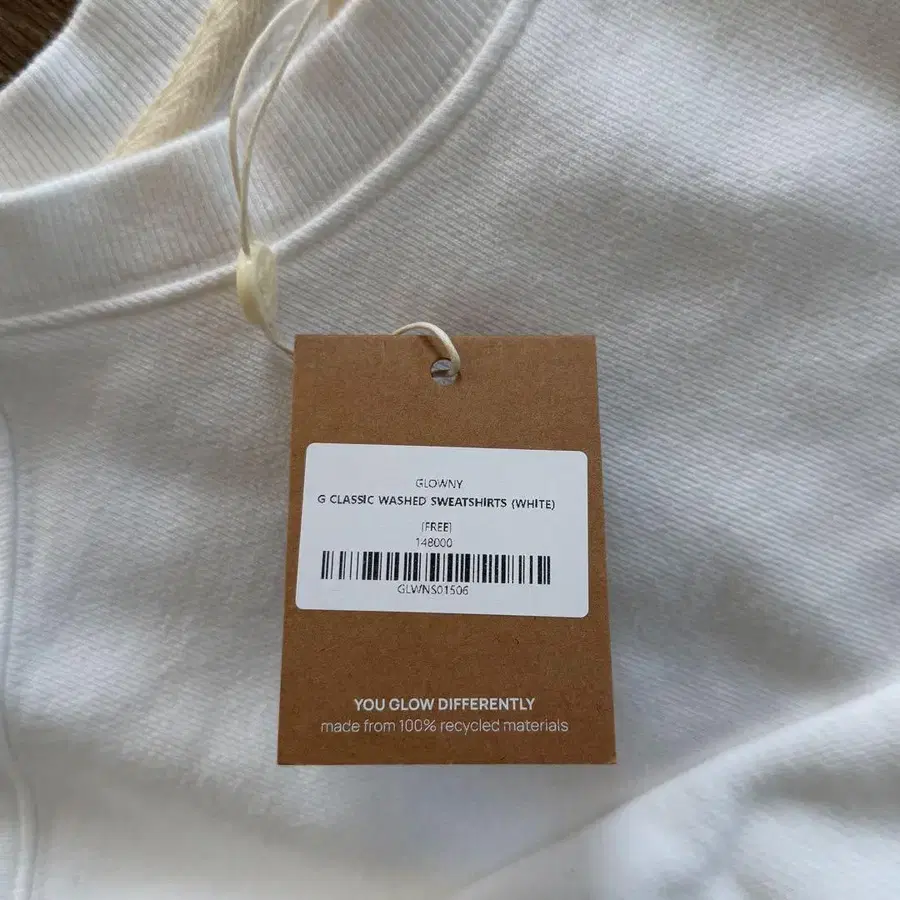 GLOWNY
G CLASSIC WASHED SWEATSHIRTS (WHITE)
[FREE]
148000
GLWNS01506
YOU GLOW DIFFERENTLY
made from 100% recycled materials